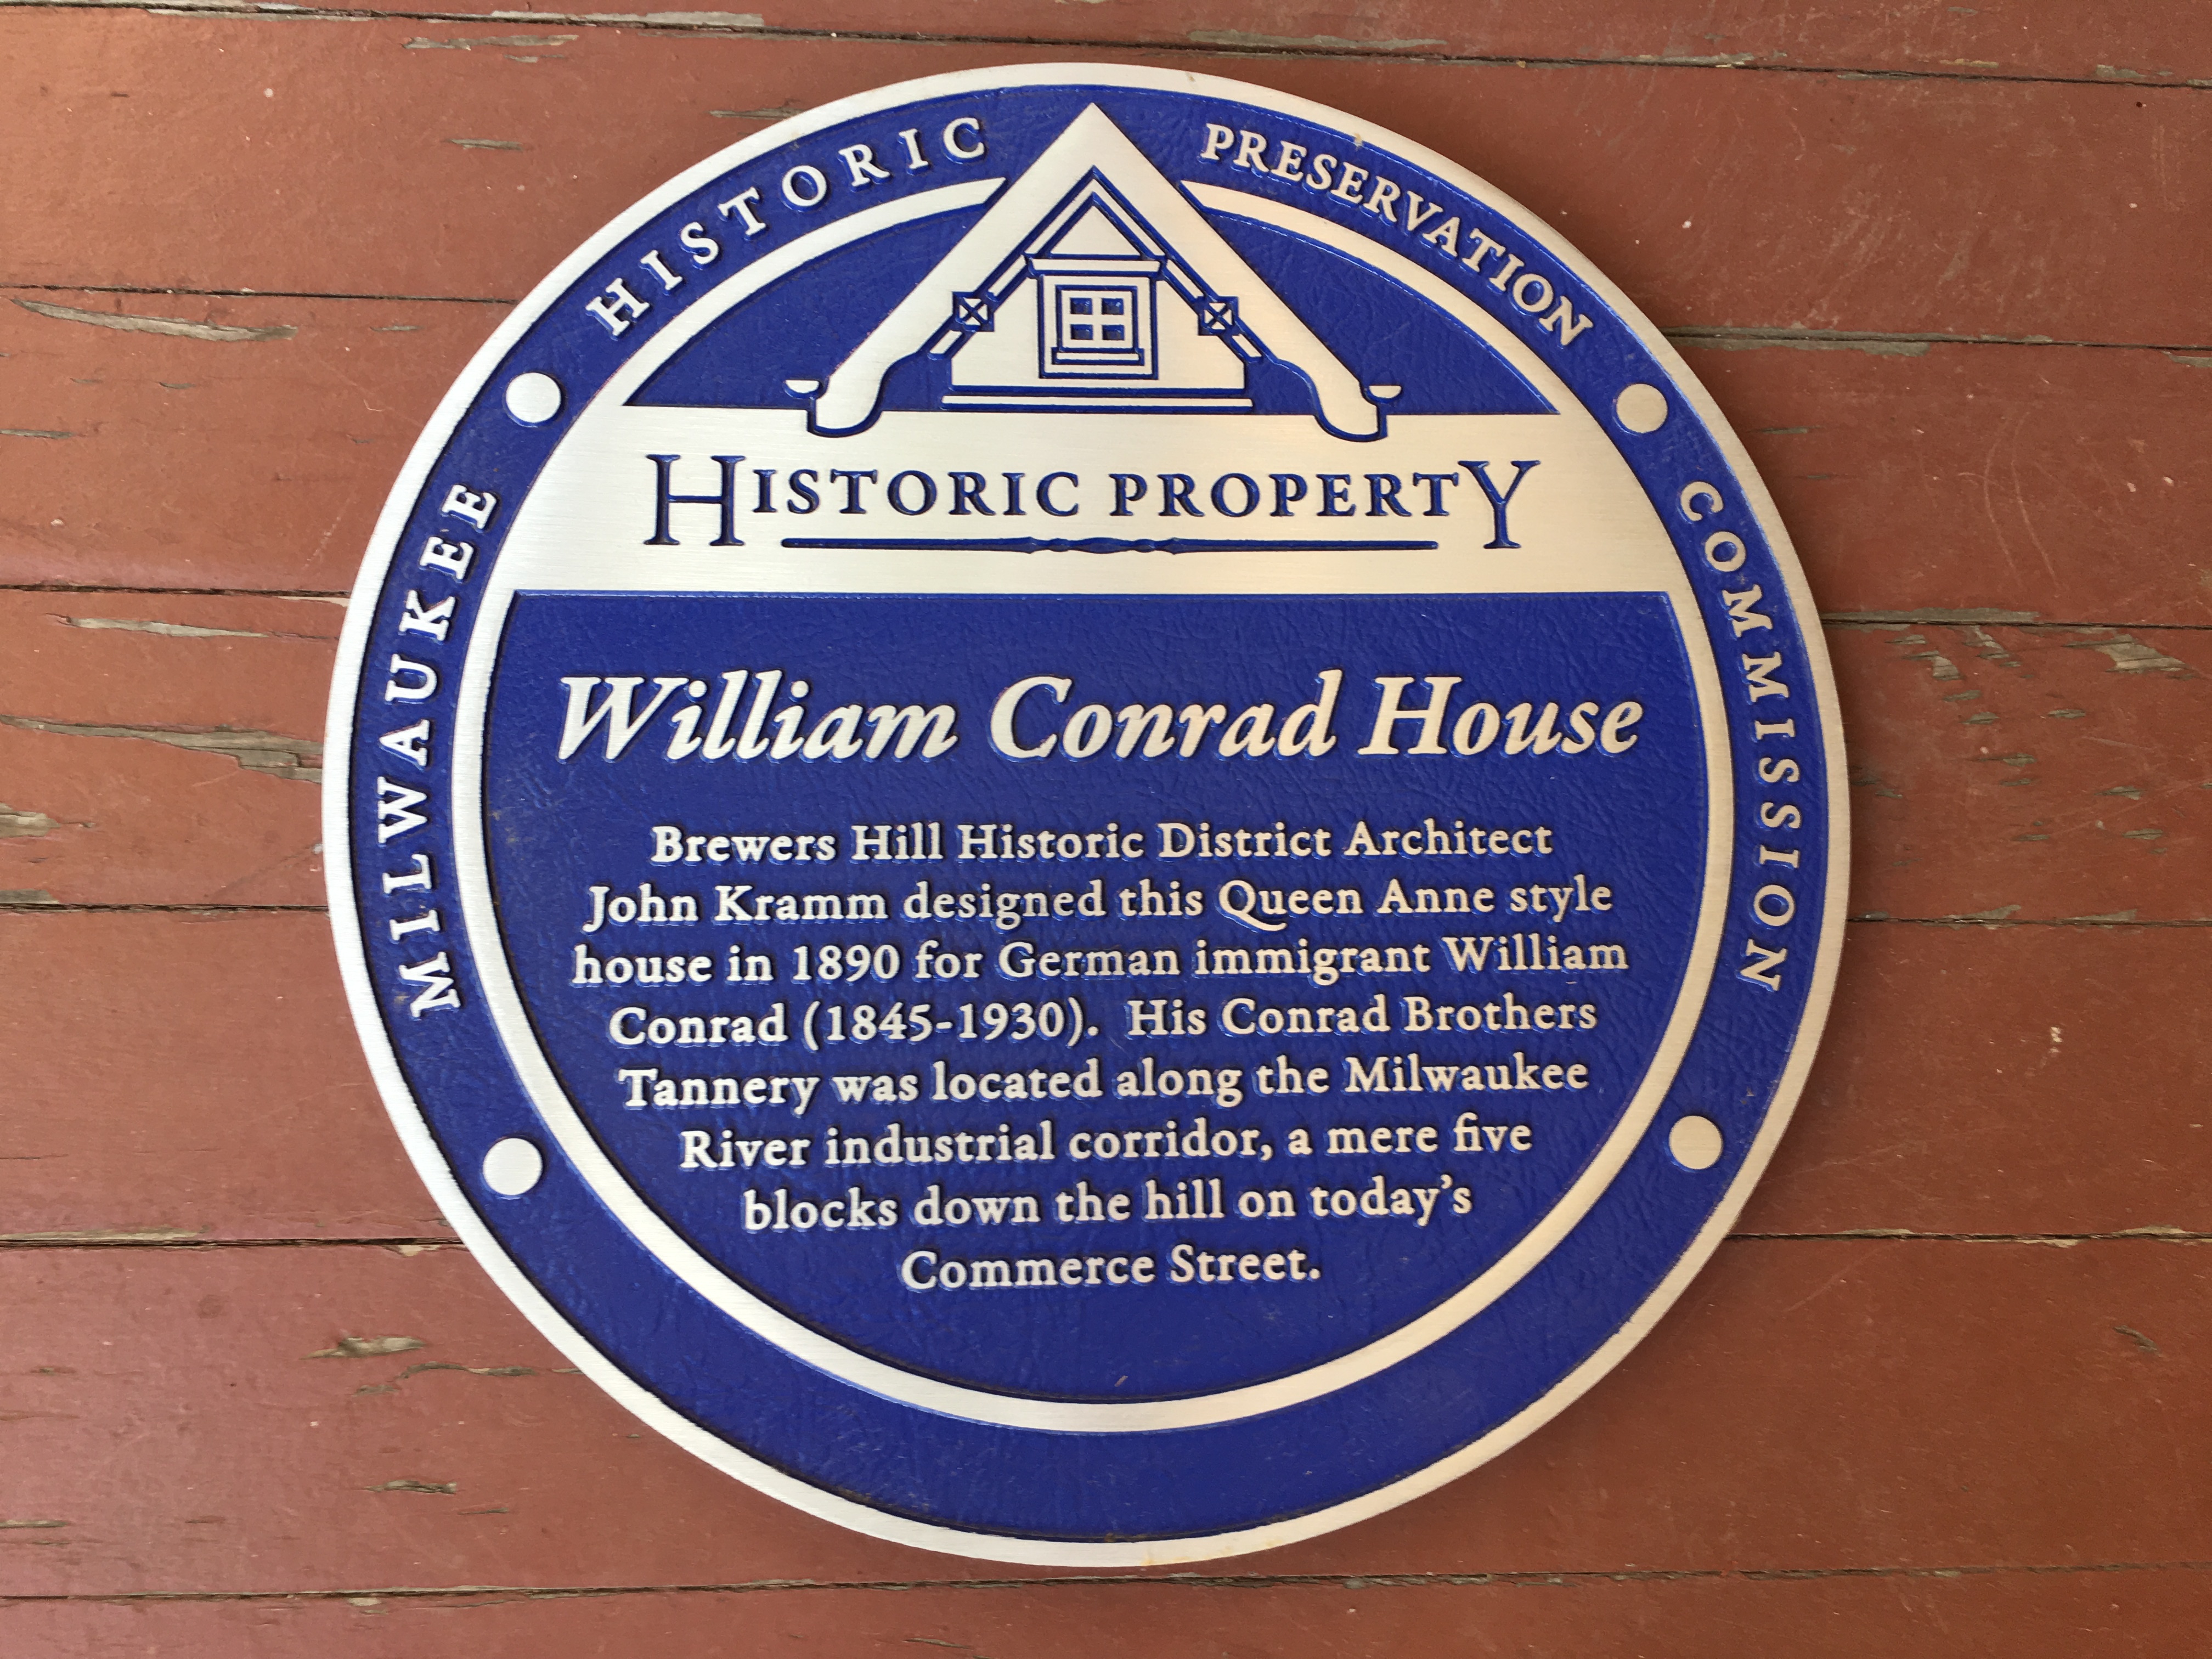 MILWAUKEE HISTORIC PRESERVATION COMMISSION
HISTORIC PROPERTY
William Conrad House
Brewers Hill Historic District Architect
John Kramm designed this Queen Anne style
house in 1890 for German immigrant William
Conrad (1845-1930).  His Conrad Brothers
Tannery was located along the Milwaukee
River industrial corridor, a mere five
blocks down the hill on today's
Commerce Street.